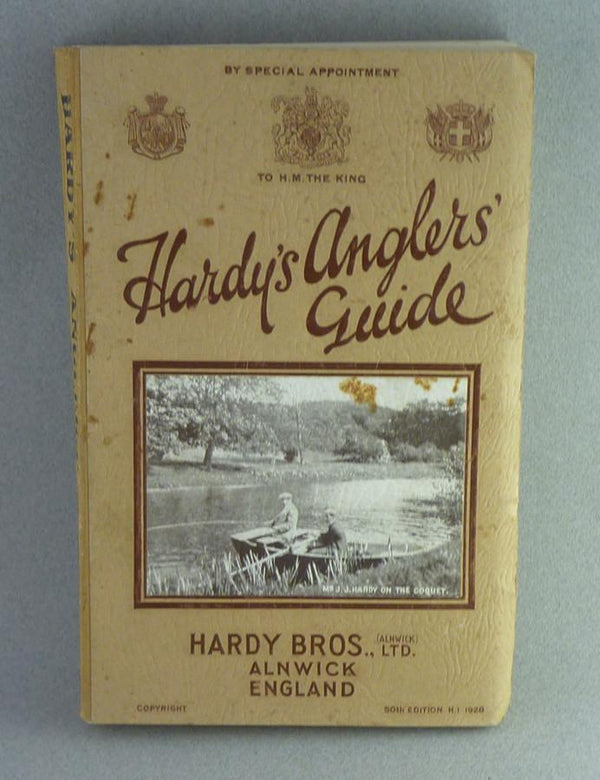 BY SPECIAL APPOINTMENT
TO H.M. THE KING
Hardy's Anglers'
Guide
MR J.J. HARDY ON THE COQUET.
HARDY BROS., (ALNWICK) LTD.
ALNWICK
ENGLAND
COPYRIGHT
50th EDITION. H.1 1928
HARDY'S